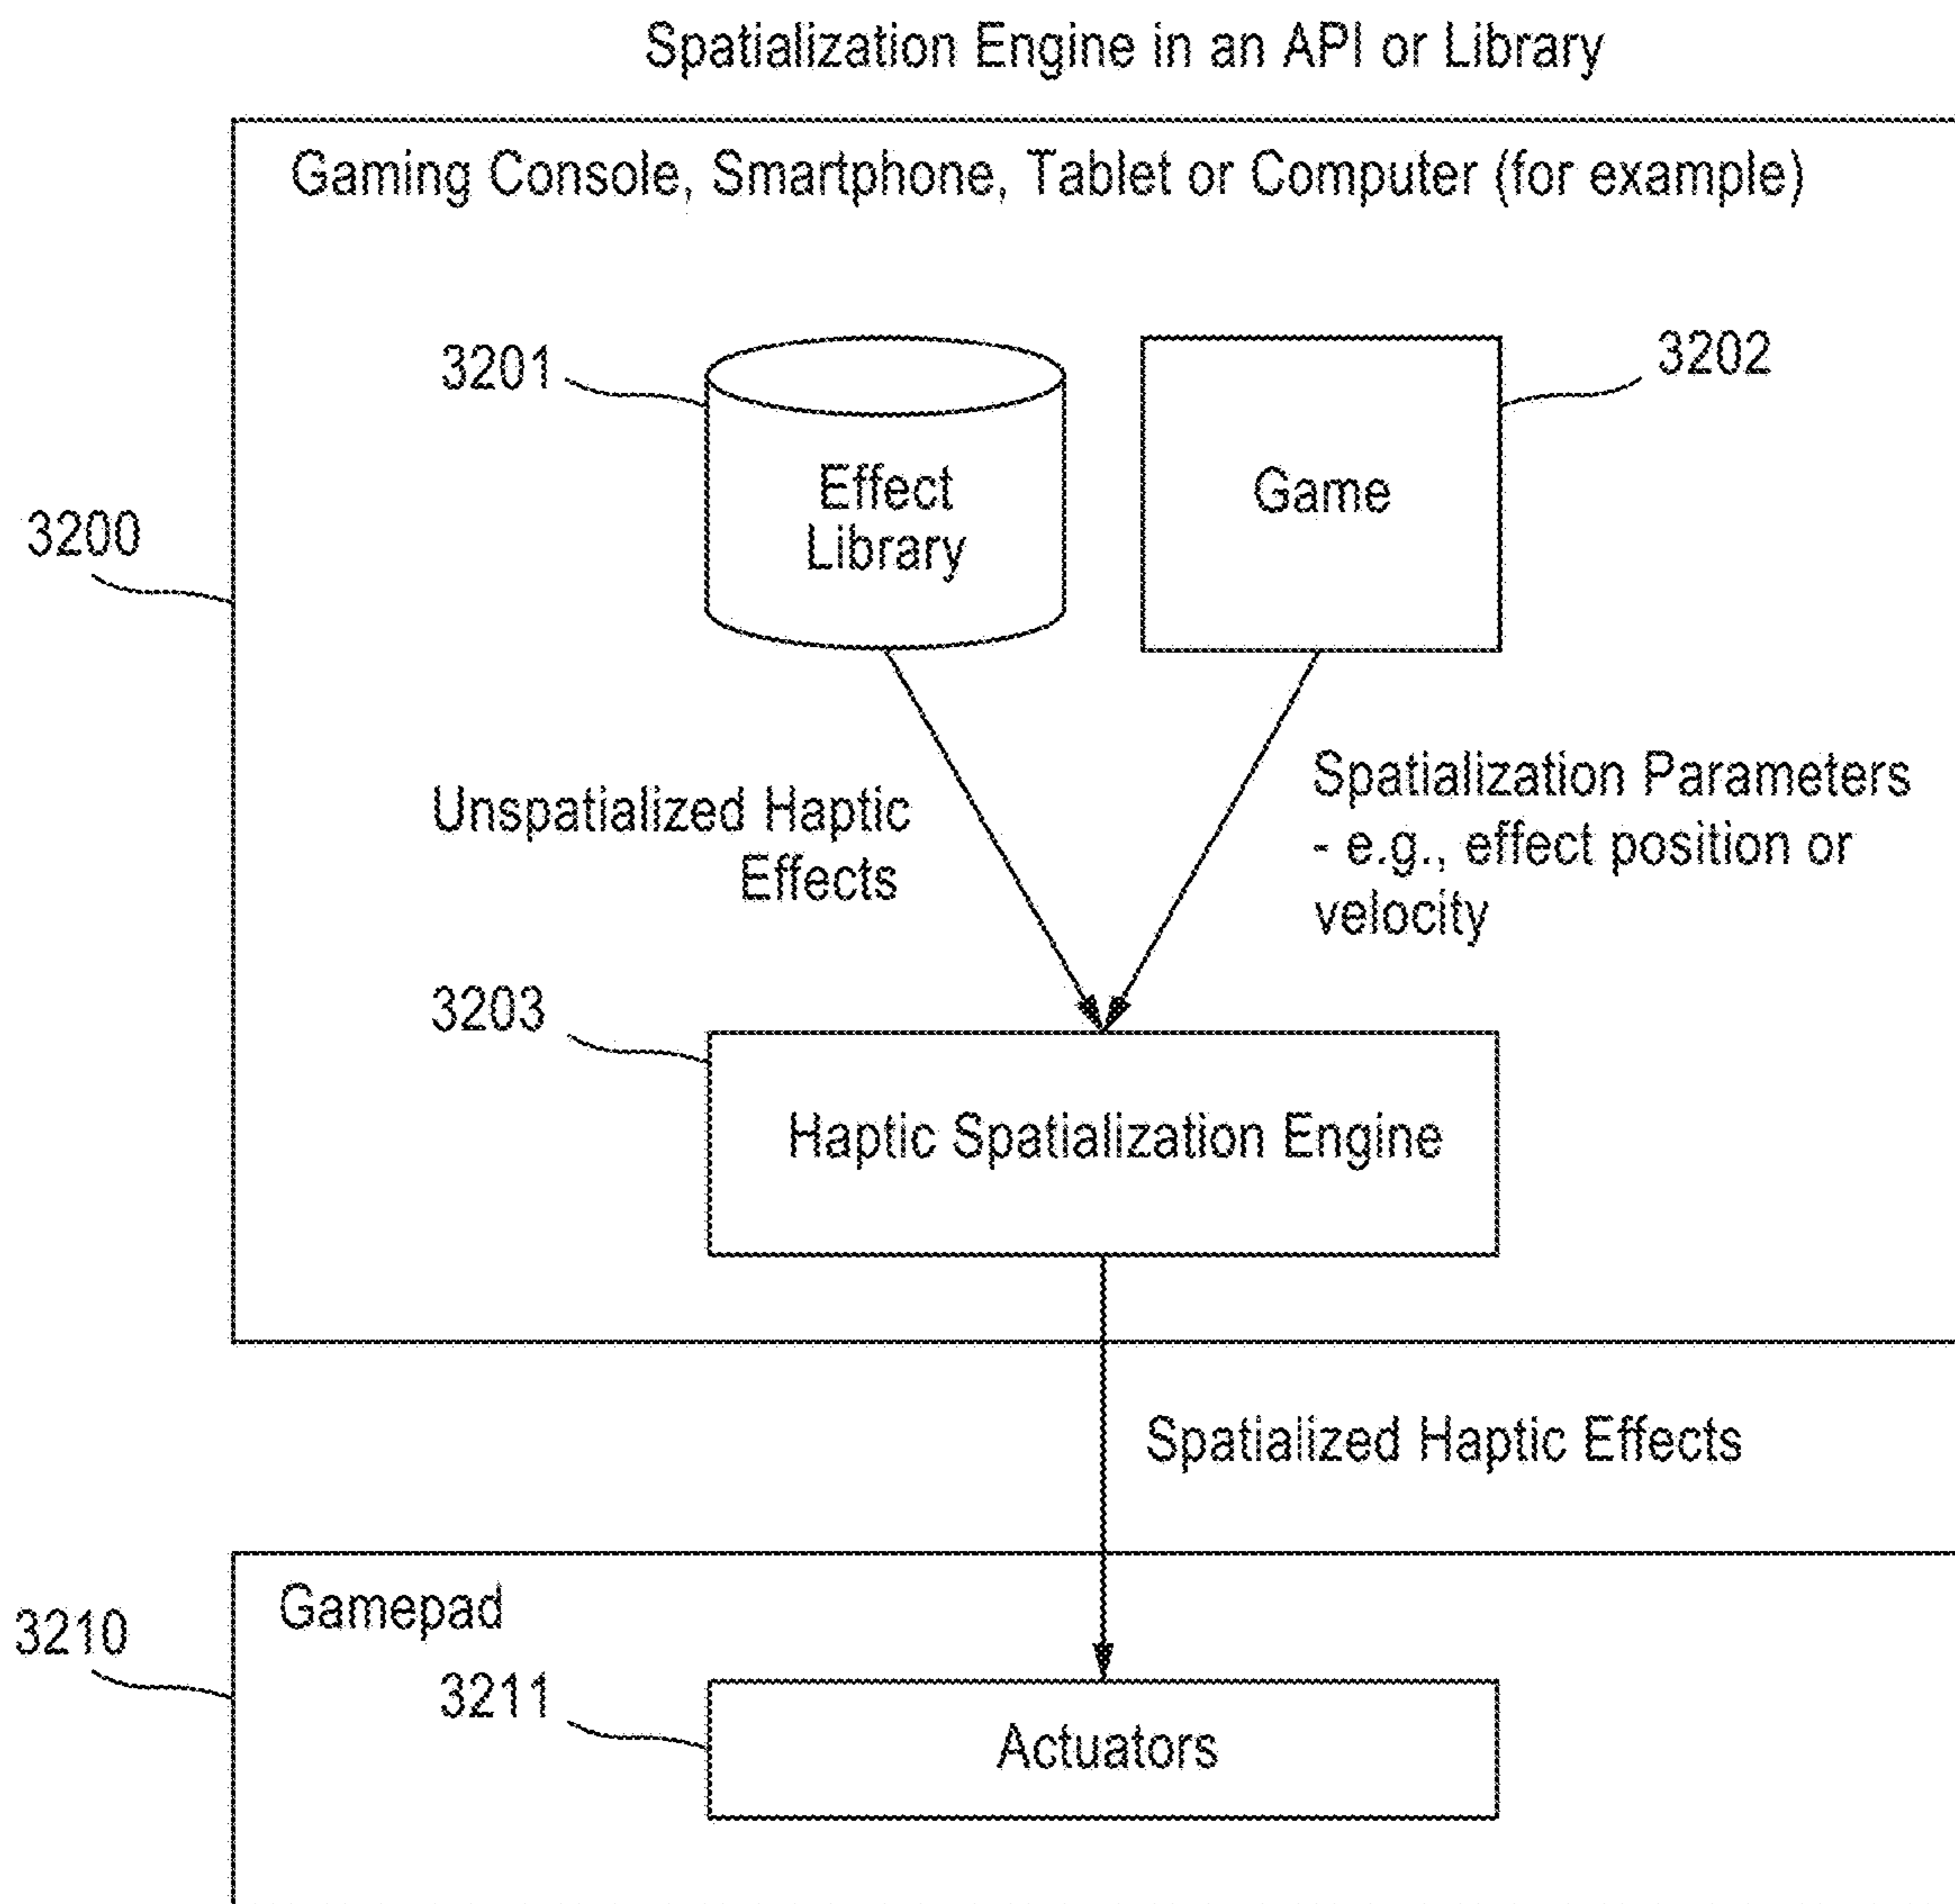 Spatialization Engine in an API or Library
Gaming Console, Smartphone, Tablet or Computer (for example)
3201
3202
Effect
Library
Game
3200
Unspatialized Haptic
Effects
Spatialization Parameters
- e.g., effect position or
velocity
3203
Haptic Spatialization Engine
Spatialized Haptic Effects
Gamepad
3210
3211
Actuators